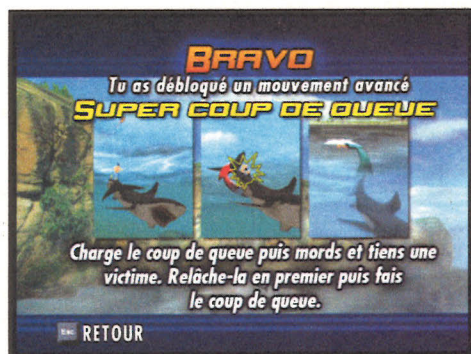 BRAVO
Tu as débloqué un mouvement avancé
SUPER COUP DE QUEUE
Charge le coup de queue puis mords et tiens une
victime. Relâche-la en premier puis fais
le coup de queue.
Esc RETOUR